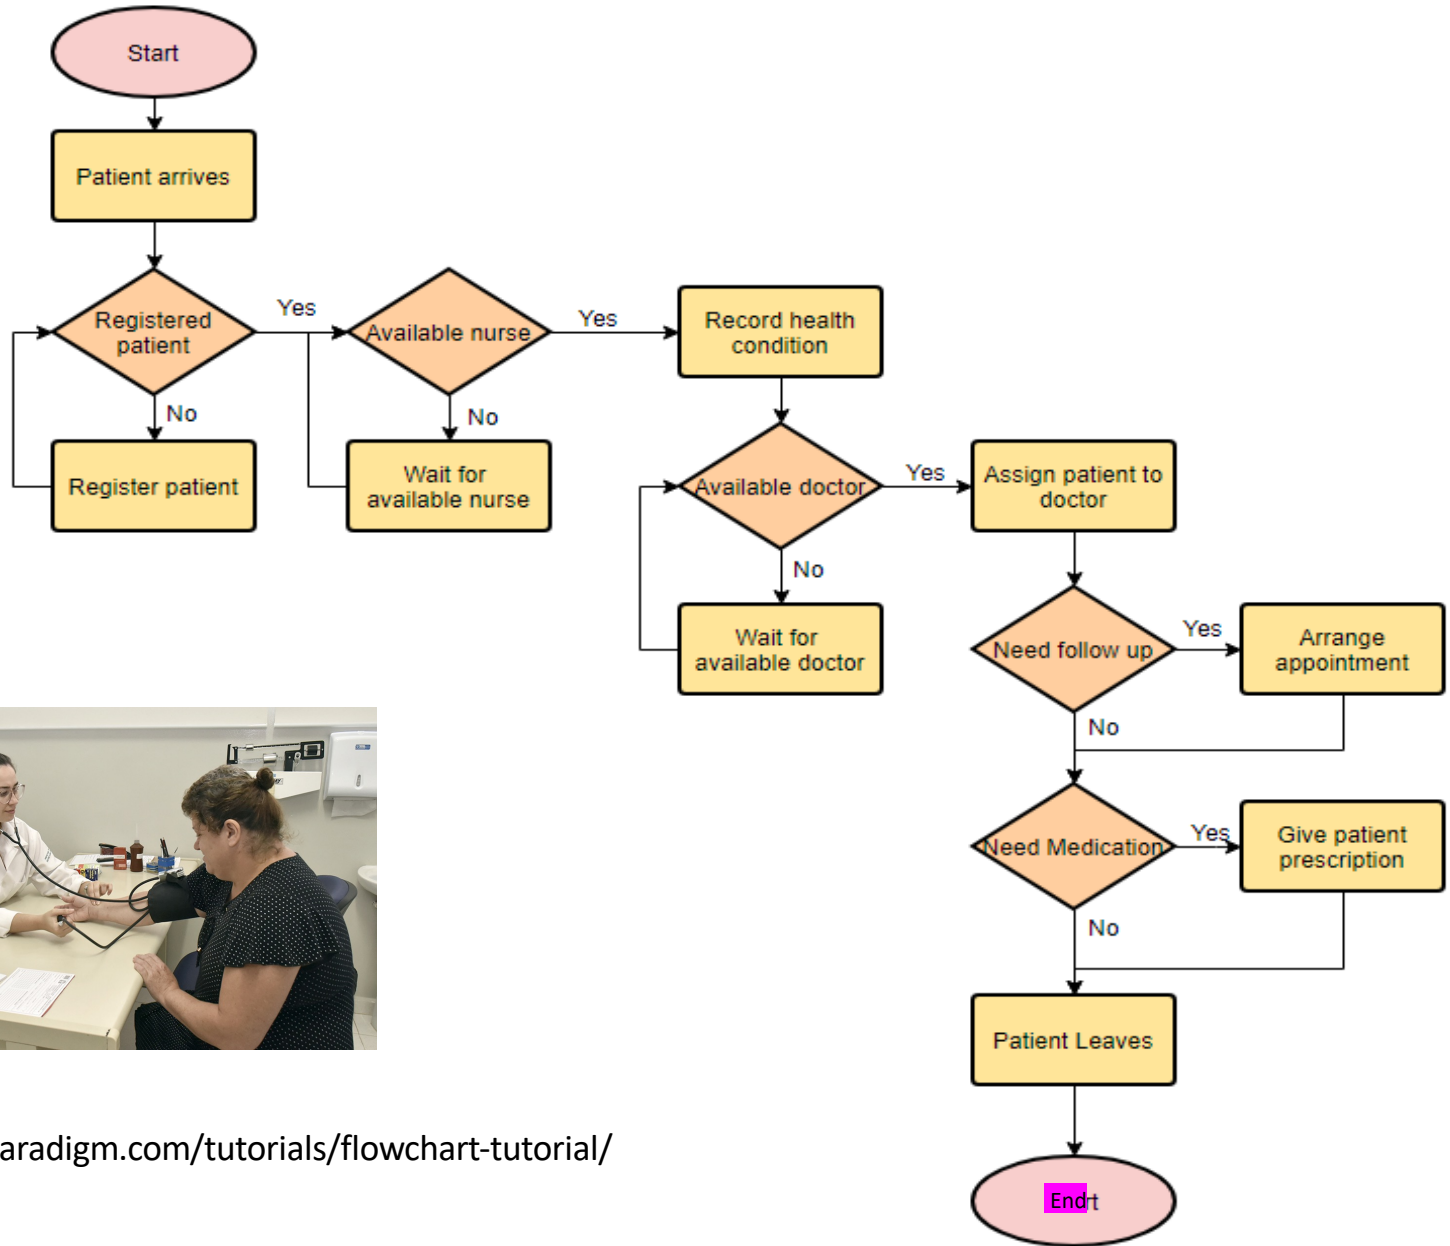 Start
Patient arrives
Registered
patient
Yes
No
Register patient
Available nurse
Yes
No
Wait for
available nurse
Record health
condition
Available doctor
Yes
No
Wait for
available doctor
Assign patient to
doctor
Need follow up
Yes
No
Arrange
appointment
Need Medication
Yes
No
Give patient
prescription
Patient Leaves
End
aradigm.com/tutorials/flowchart-tutorial/